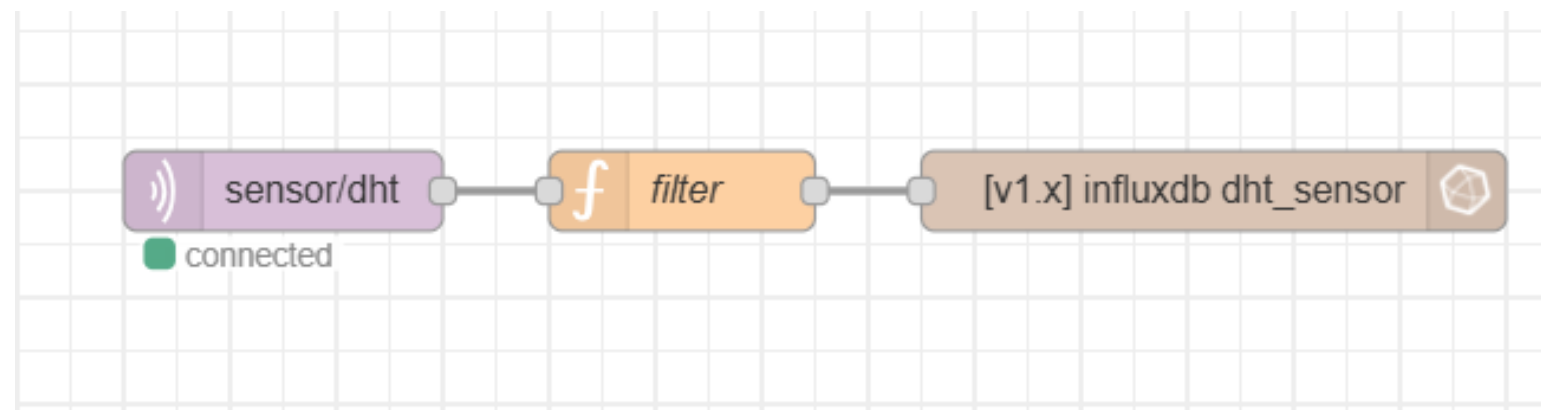 sensor/dht
filter
[v1.x] influxdb dht_sensor
connected